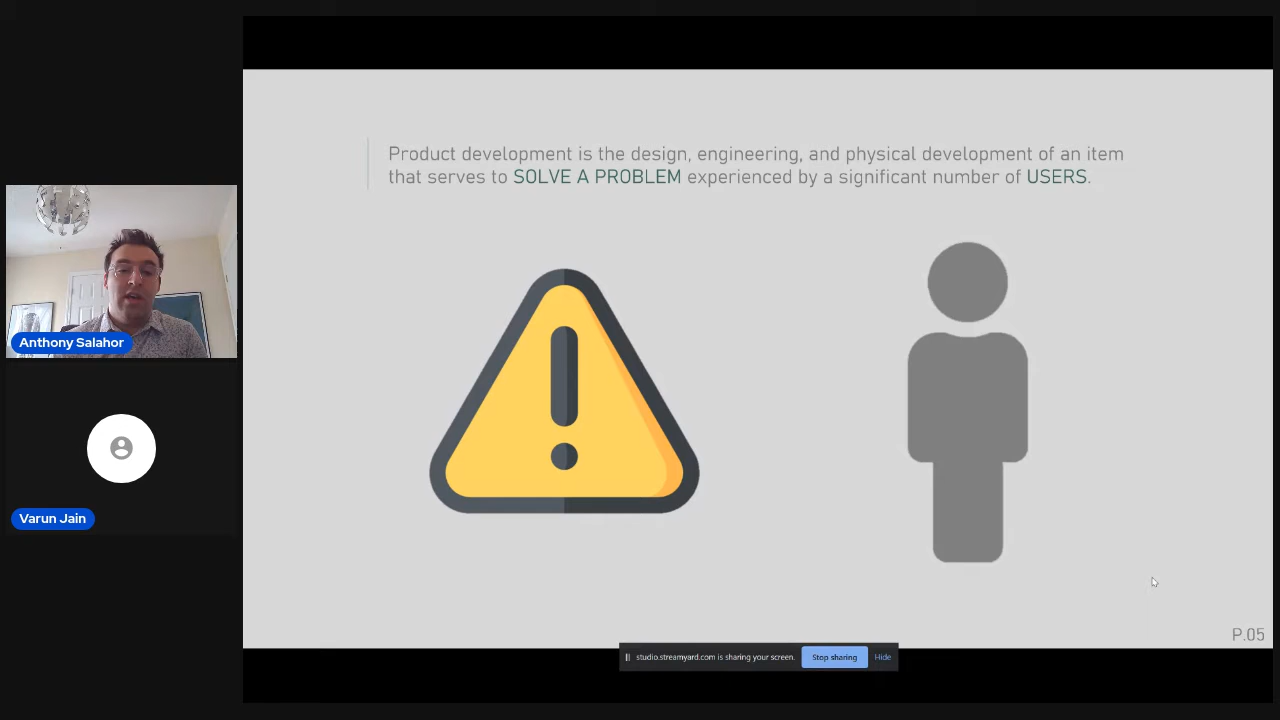 Product development is the design, engineering, and physical development of an item
that serves to SOLVE A PROBLEM experienced by a significant number of USERS.
Anthony Salahor
Varun Jain
P.05
studio.streamyard.com is sharing your screen. Stop sharing Hide